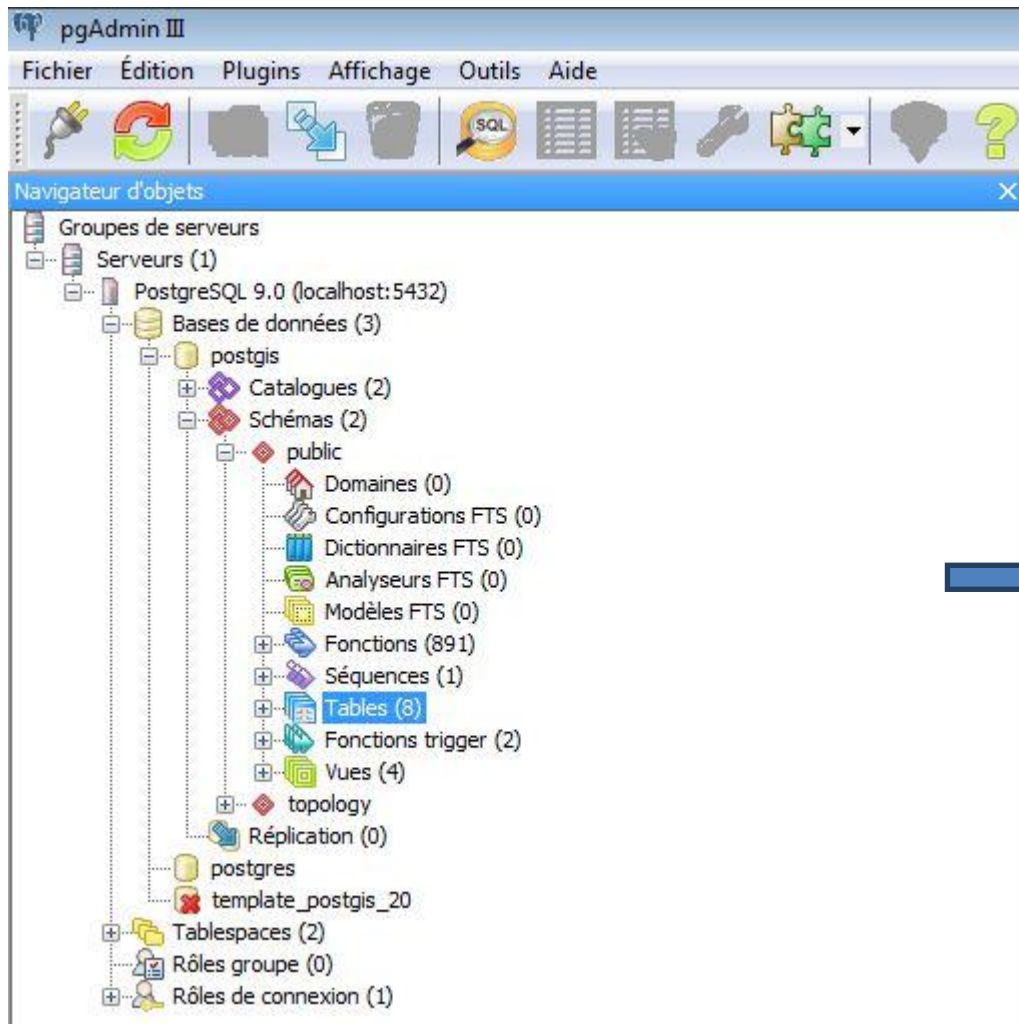 pgAdmin III
Fichier Édition Plugins Affichage Outils Aide
SQL
Navigateur d'objets
Groupes de serveurs
Serveurs (1)
PostgreSQL 9.0 (localhost:5432)
Bases de données (3)
postgis
Catalogues (2)
Schémas (2)
public
Domaines (0)
Configurations FTS (0)
Dictionnaires FTS (0)
Analyseurs FTS (0)
Modèles FTS (0)
Fonctions (891)
Séquences (1)
Tables (8)
Fonctions trigger (2)
Vues (4)
topology
Réplication (0)
postgres
template_postgis_20
Tablespaces (2)
Rôles groupe (0)
Rôles de connexion (1)